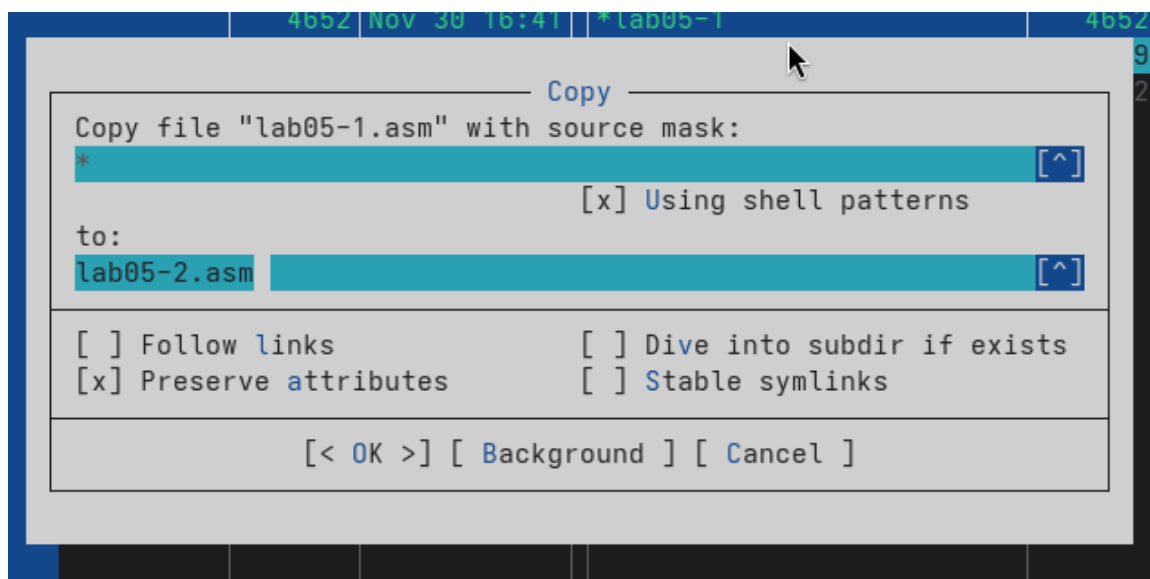 4652 Nov 30 16:41 *lab05-1 4652
9
Copy
2
Copy file "lab05-1.asm" with source mask:
* [^]
[x] Using shell patterns
to:
lab05-2.asm [^]
[ ] Follow links [ ] Dive into subdir if exists
[x] Preserve attributes [ ] Stable symlinks
[< OK >] [ Background ] [ Cancel ]